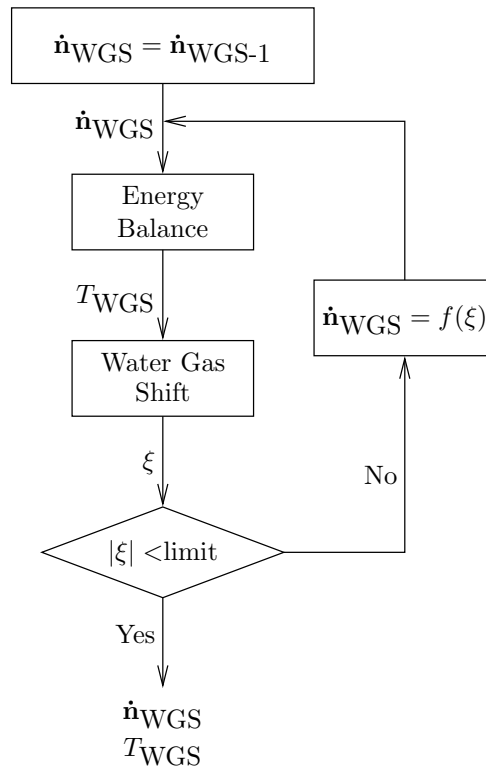 ṅWGS = ṅWGS-1
ṅWGS
Energy
Balance
TWGS
ṅWGS = f(ξ)
Water Gas
Shift
ξ
No
|ξ| <limit
Yes
ṅWGS
TWGS